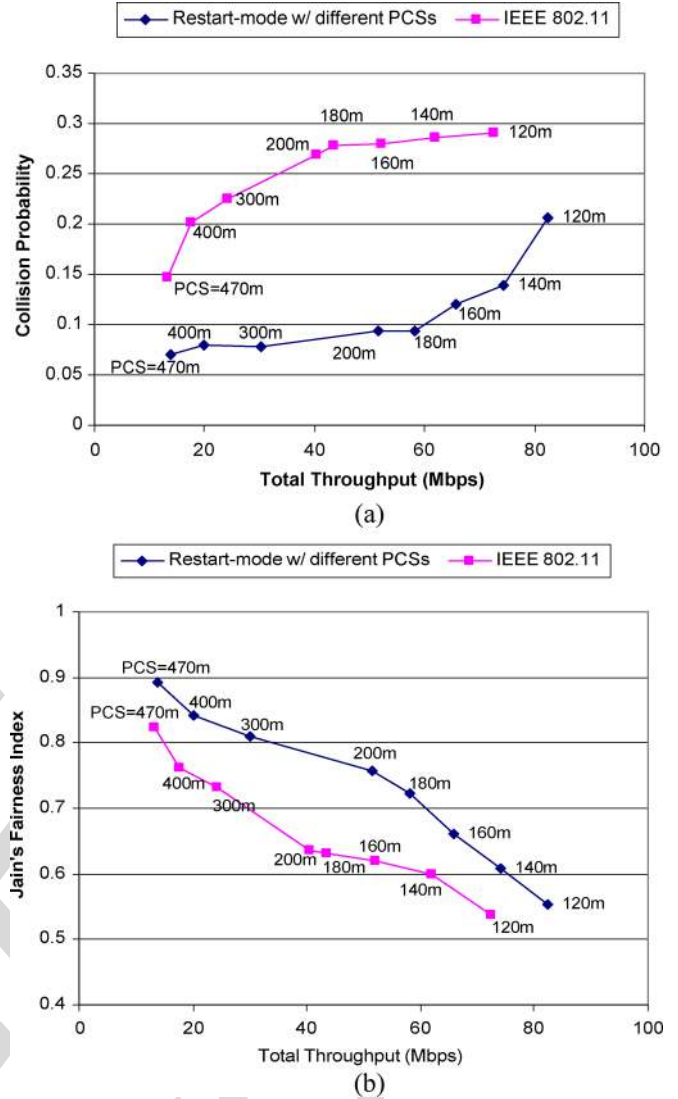 Restart-mode w/ different PCSs IEEE 802.11
0.35
0.3
0.25
0.2
0.15
0.1
0.05
0
Collision Probability
180m 140m
200m 160m 120m
300m
400m
PCS=470m
120m
140m
160m
400m 300m
PCS=470m 200m 180m
0 20 40 60 80 100
Total Throughput (Mbps)
(a)
Restart-mode w/ different PCSs IEEE 802.11
1
0.9
0.8
0.7
0.6
0.5
0.4
Jain's Fairness Index
PCS=470m
400m
300m
200m
180m
160m
140m
120m
PCS=470m
400m
300m
200m 180m 160m
140m
120m
0 20 40 60 80 100
Total Throughput (Mbps)
(b)